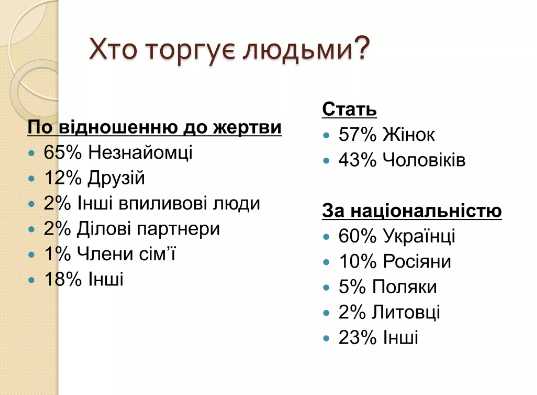 Хто торгує людьми?
По відношенню до жертви
65% Незнайомці
12% Друзій
2% Інші впиливові люди
2% Ділові партнери
1% Члени сім'ї
18% Інші
Стать
57% Жінок
43% Чоловіків
За національністю
60% Українці
10% Росіяни
5% Поляки
2% Литовці
23% Інші